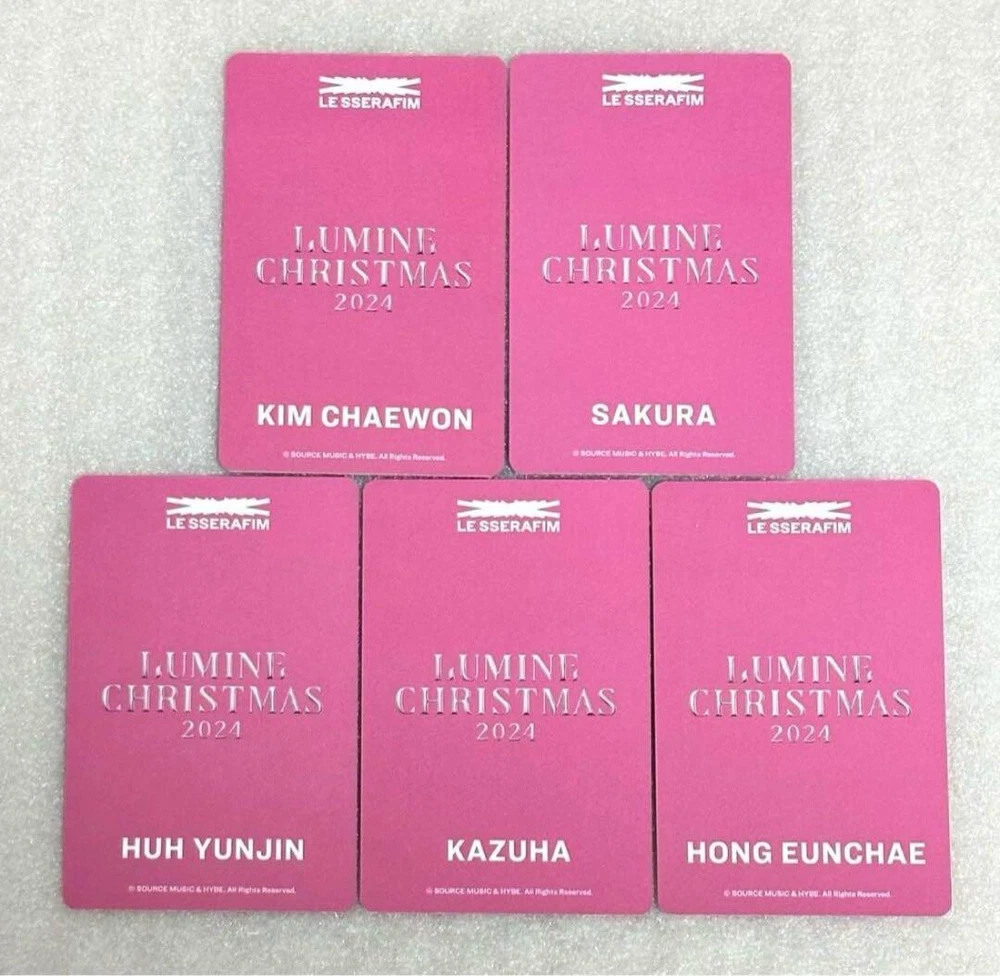 LE SSERAFIM
LUMINE
CHRISTMAS
2024
KIM CHAEWON
© SOURCE MUSIC & HYBE. All Rights Reserved.
LE SSERAFIM
LUMINE
CHRISTMAS
2024
SAKURA
© SOURCE MUSIC & HYBE. All Rights Reserved.
LE SSERAFIM
LUMINE
CHRISTMAS
2024
HUH YUNJIN
© SOURCE MUSIC & HYBE. All Rights Reserved.
LE SSERAFIM
LUMINE
CHRISTMAS
2024
KAZUHA
© SOURCE MUSIC & HYBE. All Rights Reserved.
LE SSERAFIM
LUMINE
CHRISTMAS
2024
HONG EUNCHAE
© SOURCE MUSIC & HYBE. All Rights Reserved.